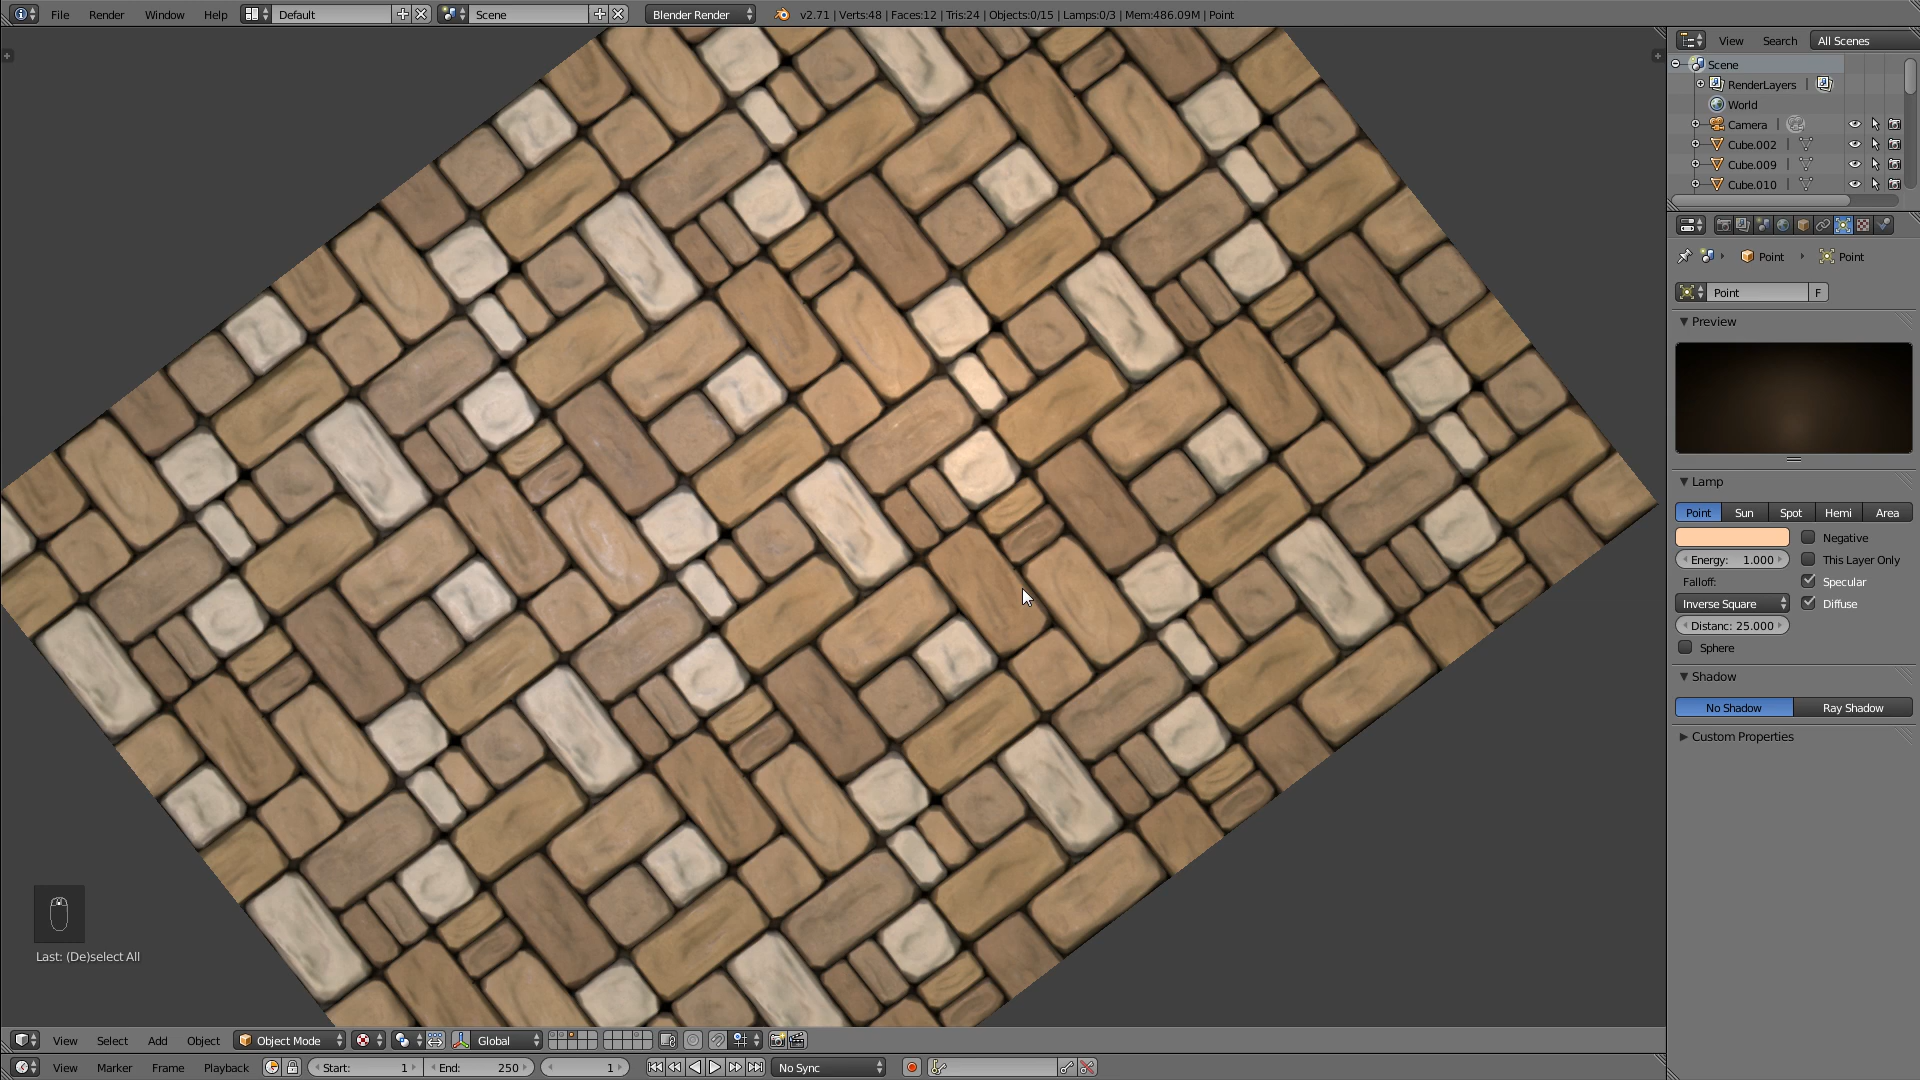 File Render Window Help Default Scene Blender Render v2.71 | Verts:48 | Faces:12 | Tris:24 | Objects:0/15 | Lamps:0/3 | Mem:486.09M | Point
View Search All Scenes
Scene
RenderLayers |
World
Camera |
Cube.002
Cube.009
Cube.010
Point Point
Point F
Preview
Lamp
Point Sun Spot Hemi Area
Negative
Energy: 1.000 This Layer Only
Falloff: Specular
Inverse Square Diffuse
Distanc: 25.000
Sphere
Shadow
No Shadow Ray Shadow
Custom Properties
Last: (De)select All
View Select Add Object Object Mode Global
View Marker Frame Playback Start: 1 End: 250 1 No Sync